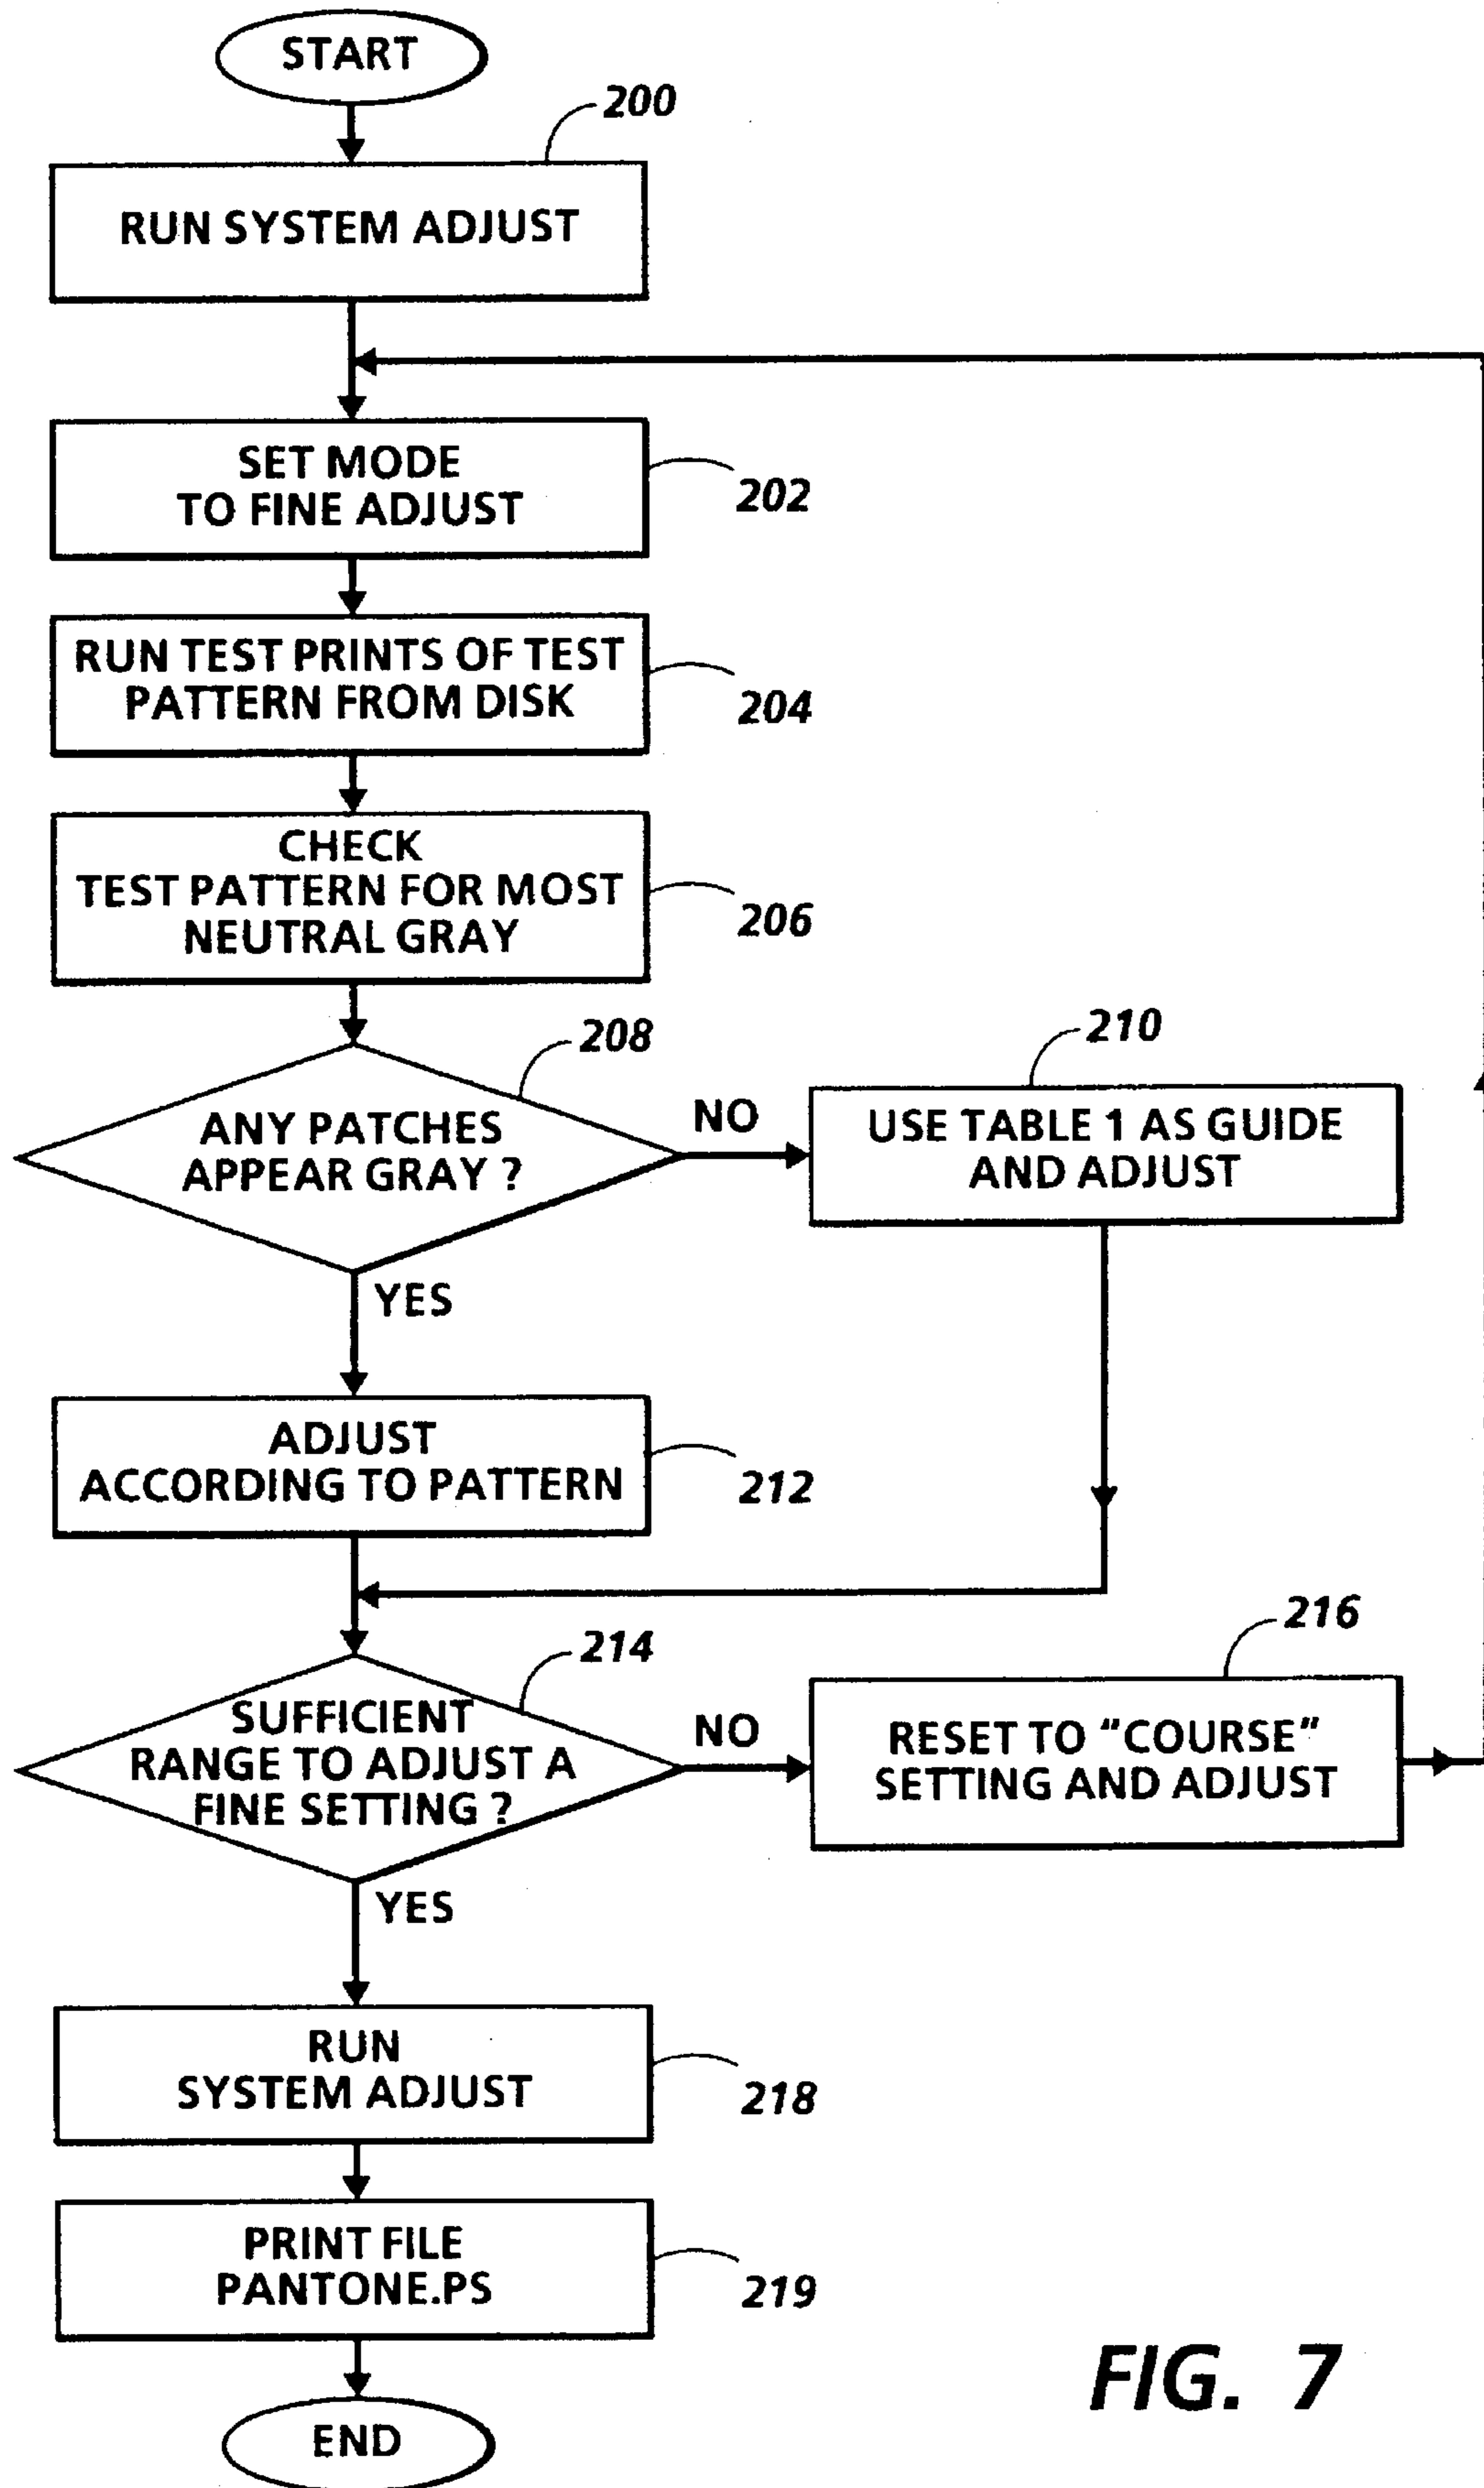 START
200
RUN SYSTEM ADJUST
SET MODE
TO FINE ADJUST
202
RUN TEST PRINTS OF TEST
PATTERN FROM DISK
204
CHECK
TEST PATTERN FOR MOST
NEUTRAL GRAY
206
208
ANY PATCHES
APPEAR GRAY ?
NO
210
USE TABLE 1 AS GUIDE
AND ADJUST
YES
ADJUST
ACCORDING TO PATTERN
212
214
SUFFICIENT
RANGE TO ADJUST A
FINE SETTING ?
NO
216
RESET TO “COURSE”
SETTING AND ADJUST
YES
RUN
SYSTEM ADJUST
218
PRINT FILE
PANTONE.PS
219
END
FIG. 7